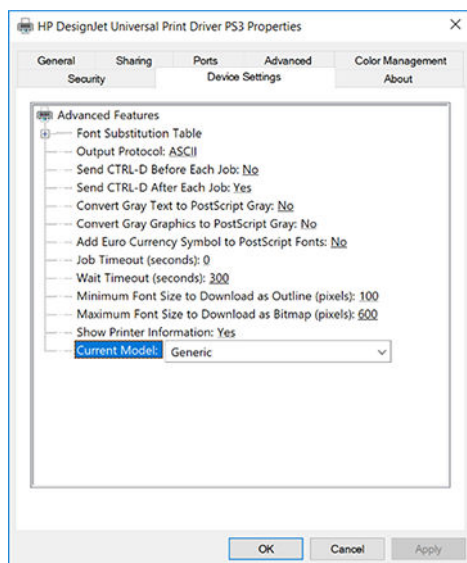 HP DesignJet Universal Print Driver PS3 Properties
General Sharing Ports Advanced Color Management
Security Device Settings About
Advanced Features
Font Substitution Table
Output Protocol: ASCII
Send CTRL-D Before Each Job: No
Send CTRL-D After Each Job: Yes
Convert Gray Text to PostScript Gray: No
Convert Gray Graphics to PostScript Gray: No
Add Euro Currency Symbol to PostScript Fonts: No
Job Timeout (seconds): 0
Wait Timeout (seconds): 300
Minimum Font Size to Download as Outline (pixels): 100
Maximum Font Size to Download as Bitmap (pixels): 600
Show Printer Information: Yes
Current Model: Generic
OK Cancel Apply